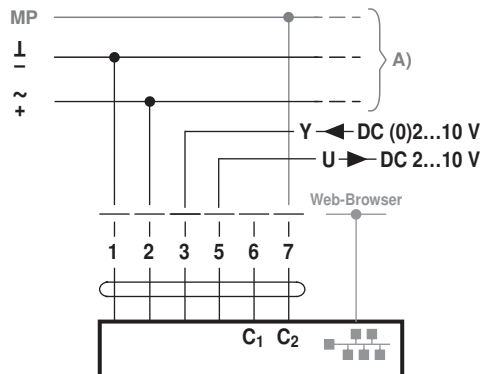 MP
⊥
–
A)
~
+
Y DC (0)2...10 V
U DC 2...10 V
Web-Browser
1 2 3 5 6 7
C₁ C₂